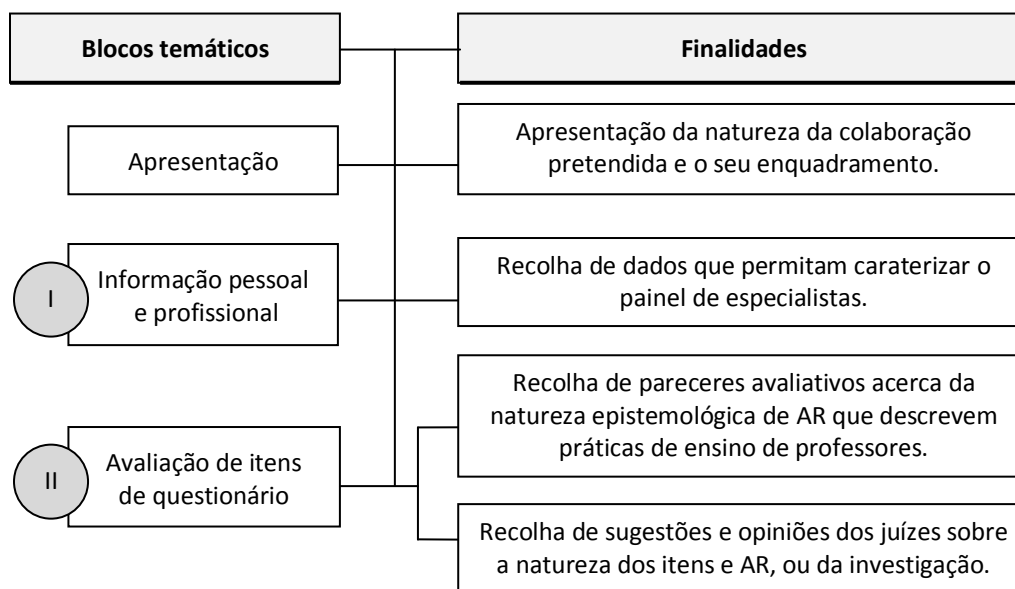 Blocos temáticos
Finalidades
Apresentação
Apresentação da natureza da colaboração
pretendida e o seu enquadramento.
I
Informação pessoal
e profissional
Recolha de dados que permitam caraterizar o
painel de especialistas.
II
Avaliação de itens
de questionário
Recolha de pareceres avaliativos acerca da
natureza epistemológica de AR que descrevem
práticas de ensino de professores.
Recolha de sugestões e opiniões dos juízes sobre
a natureza dos itens e AR, ou da investigação.